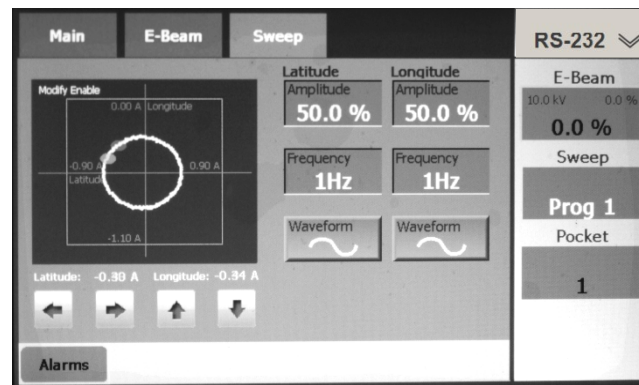 Main E-Beam Sweep
RS-232
Modify Enable
0.00 A Longitude
-0.90 A
0.90 A
Latitude
-1.10 A
Latitude: -0.30 A Longitude: -0.34 A
Latitude Longitude
Amplitude Amplitude
50.0 % 50.0 %
Frequency Frequency
1Hz 1Hz
Waveform Waveform
Alarms
E-Beam
10.0 kV 0.0 %
0.0 %
Sweep
Prog 1
Pocket
1